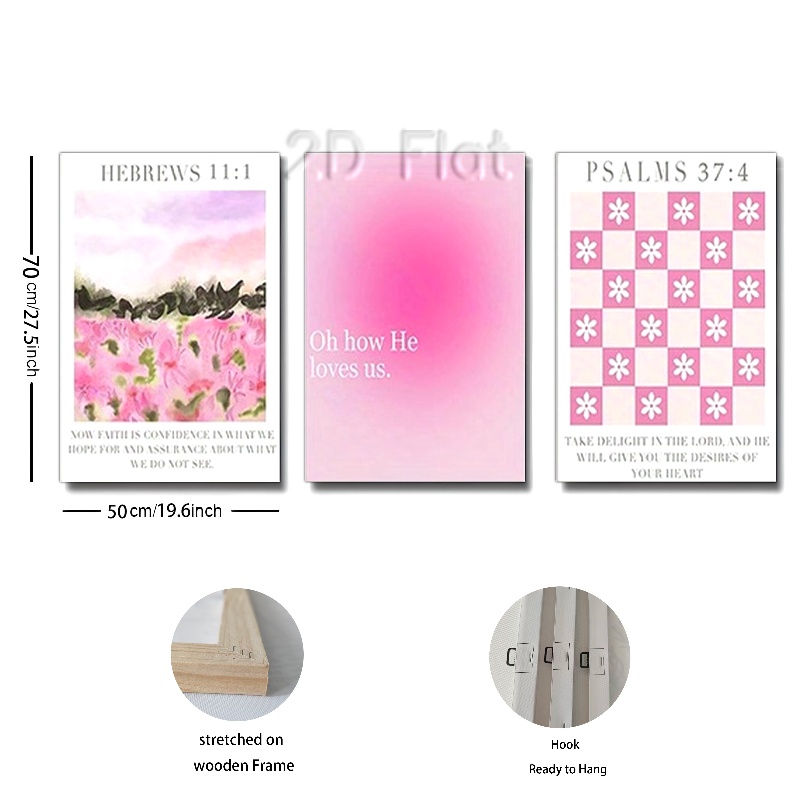 2D Flat
HEBREWS 11:1
NOW FAITH IS CONFIDENCE IN WHAT WE
HOPE FOR AND ASSURANCE ABOUT WHAT
WE DO NOT SEE.
Oh how He
loves us.
PSALMS 37:4
TAKE DELIGHT IN THE LORD, AND HE
WILL GIVE YOU THE DESIRES OF
YOUR HEART
70 cm/27.5inch
50 cm/19.6inch
stretched on
wooden Frame
Hook
Ready to Hang